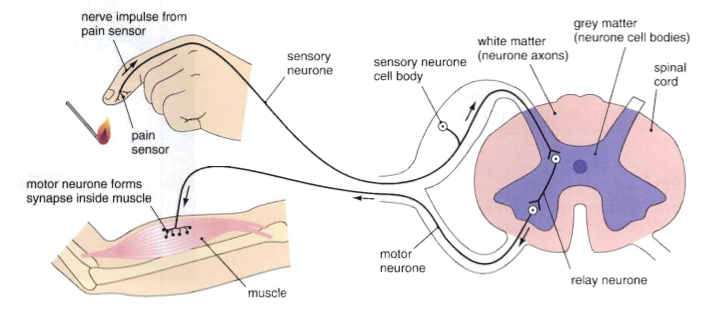 nerve impulse from
pain sensor
sensory
neurone
pain
sensor
sensory neurone
cell body
white matter
(neurone axons)
grey matter
(neurone cell bodies)
spinal
cord
motor neurone forms
synapse inside muscle
muscle
motor
neurone
relay neurone